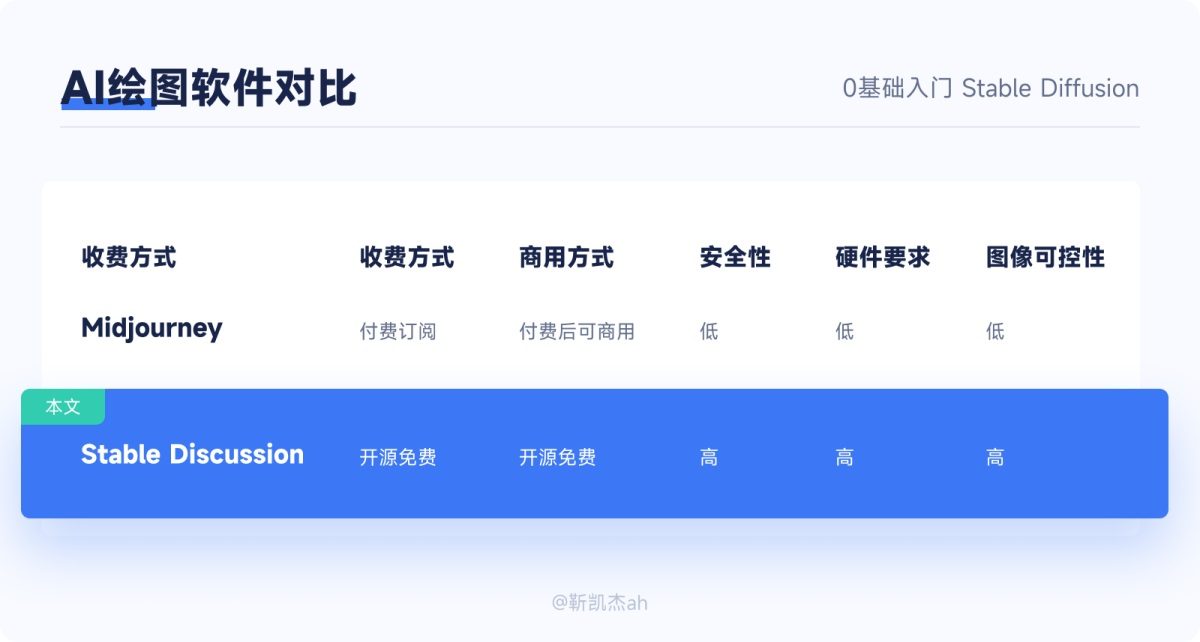 AI绘图软件对比
0基础入门 Stable Diffusion
收费方式 收费方式 商用方式 安全性 硬件要求 图像可控性
Midjourney 付费订阅 付费后可商用 低 低 低
本文
Stable Discussion 开源免费 开源免费 高 高 高
@靳凯杰ah